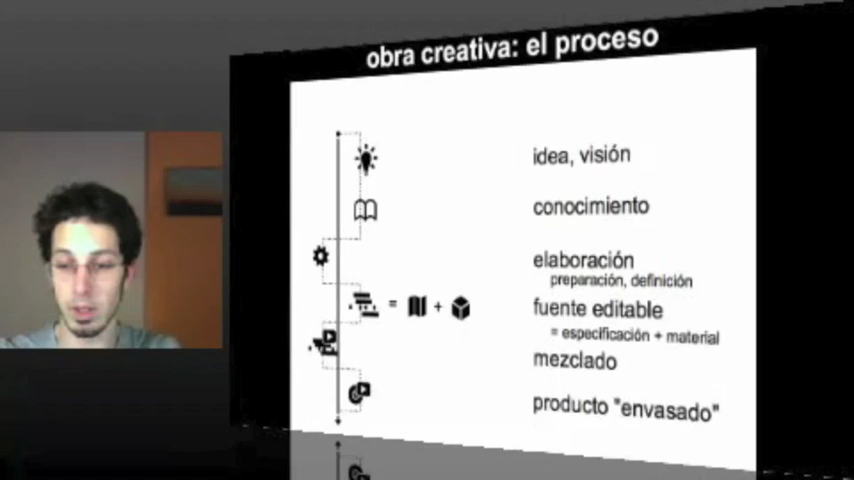 obra creativa: el proceso
idea, visión
conocimiento
elaboración
preparación, definición
= +
fuente editable
= especificación + material
mezclado
producto "envasado"